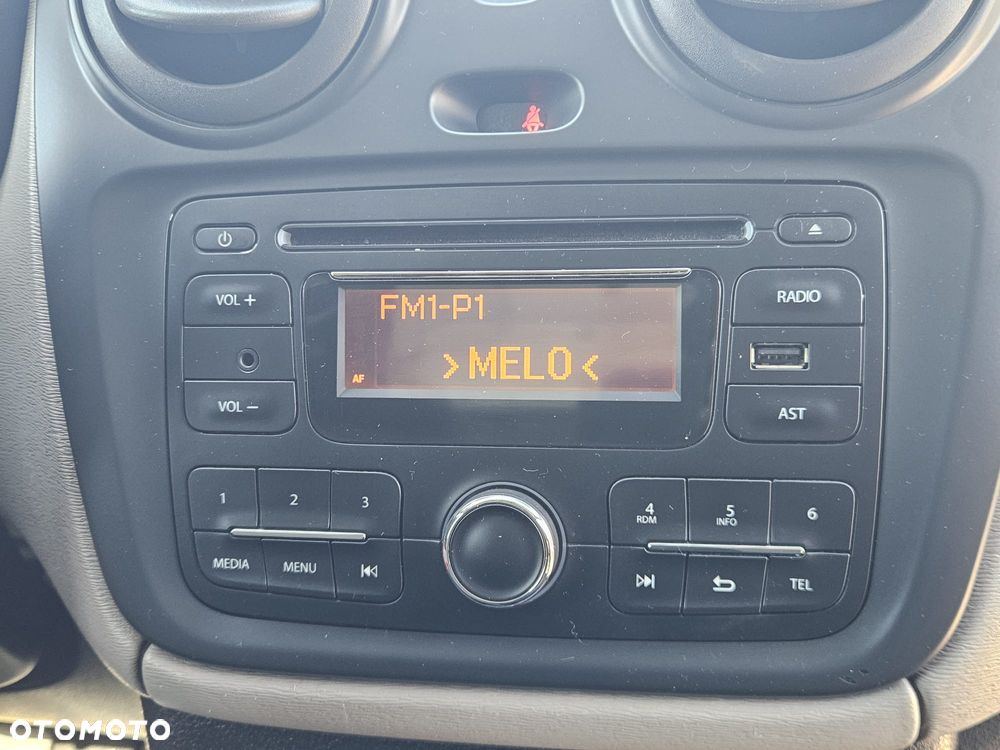 VOL +
VOL –
FM1-P1
AF
>MELO<
RADIO
AST
1 2 3
MEDIA MENU
4 5 6
RDM INFO
TEL
OTOMOTO